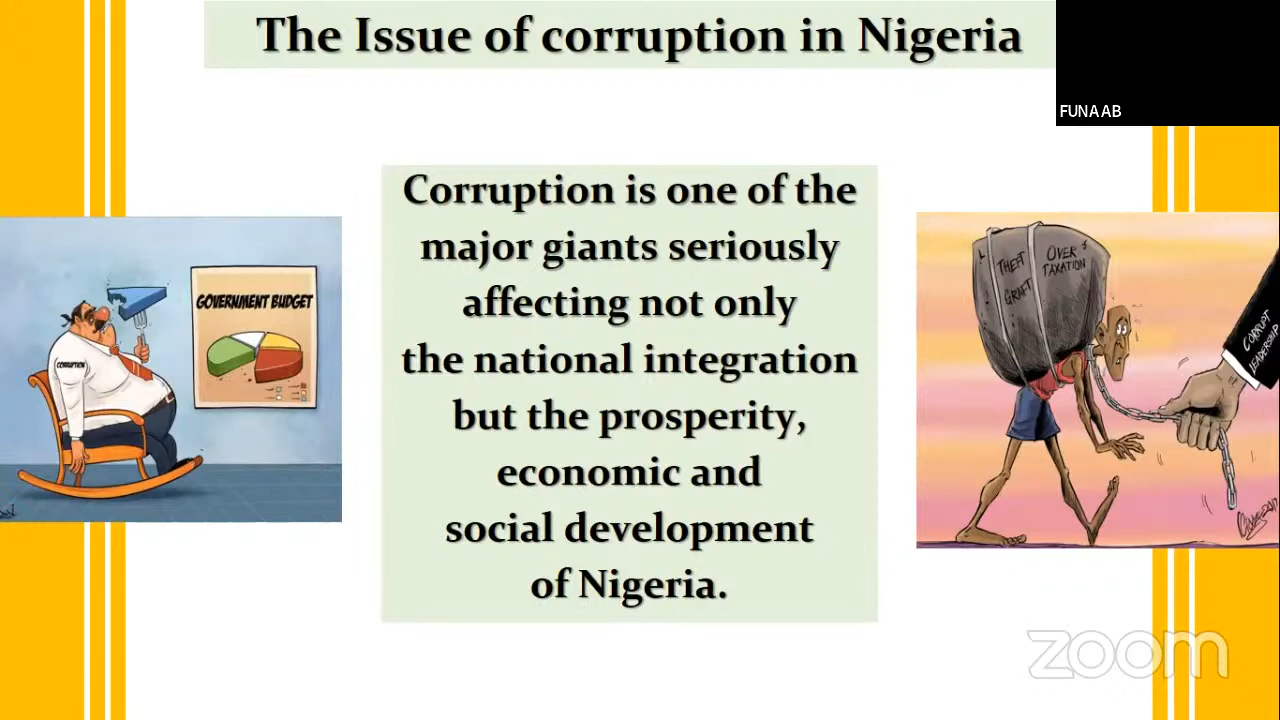 The Issue of corruption in Nigeria
FUNAAB
Corruption is one of the
major giants seriously
affecting not only
the national integration
but the prosperity,
economic and
social development
of Nigeria.
GOVERNMENT BUDGET
CORRUPTION
THEFT
GRAFT
OVER
TAXATION
CORRUPT
LEADERSHIP
zoom